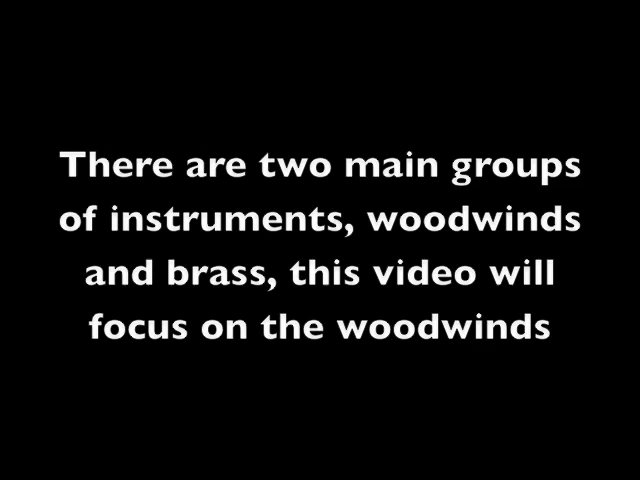 There are two main groups
of instruments, woodwinds
and brass, this video will
focus on the woodwinds